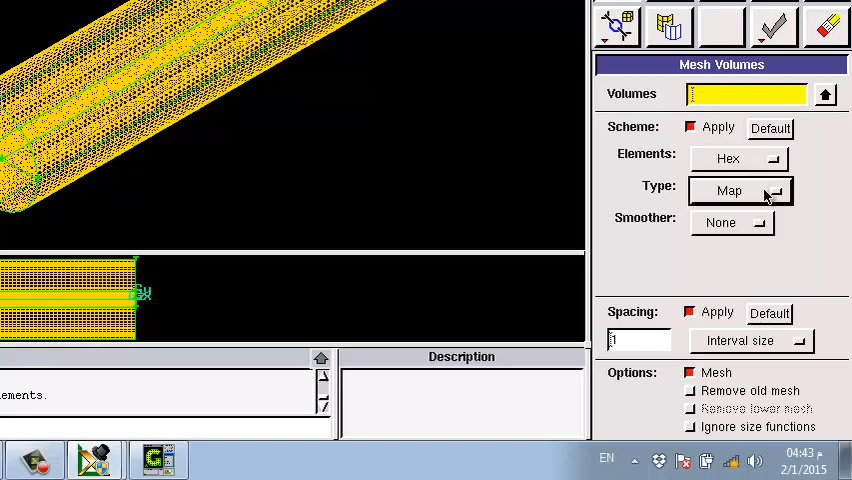 Mesh Volumes
Volumes
Scheme: Apply Default
Elements: Hex
Type: Map
Smoother: None
Spacing: Apply Default
1 Interval size
Options: Mesh
Remove old mesh
Remove lower mesh
Ignore size functions
Description
ements.
EN
04:43 م
2/1/2015